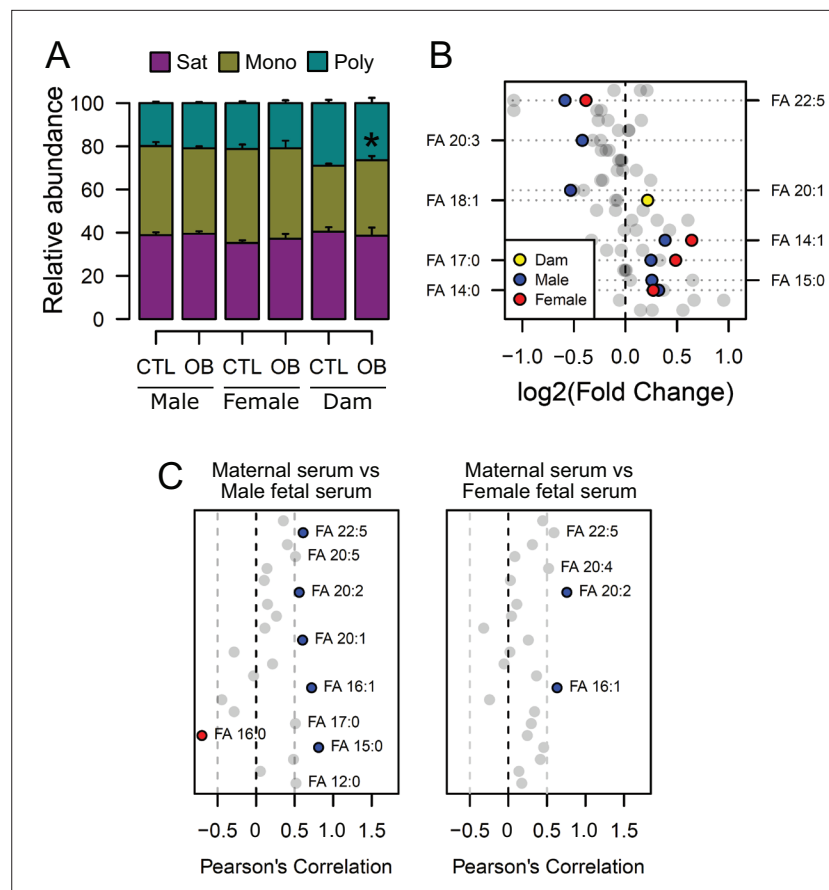 A
Sat Mono Poly
Relative abundance
100
80
60
40
20
0
*
CTL OB CTL OB CTL OB
Male Female Dam
B
FA 22:5
FA 20:3
FA 20:1
FA 18:1
FA 14:1
FA 17:0
FA 15:0
FA 14:0
Dam
Male
Female
−1.0 −0.5 0.0 0.5 1.0
log2(Fold Change)
C
Maternal serum vs
Male fetal serum
FA 22:5
FA 20:5
FA 20:2
FA 20:1
FA 16:1
FA 17:0
FA 16:0
FA 15:0
FA 12:0
−0.5 0 0.5 1.0 1.5
Pearson's Correlation
Maternal serum vs
Female fetal serum
FA 22:5
FA 20:4
FA 20:2
FA 16:1
−0.5 0 0.5 1.0 1.5
Pearson's Correlation